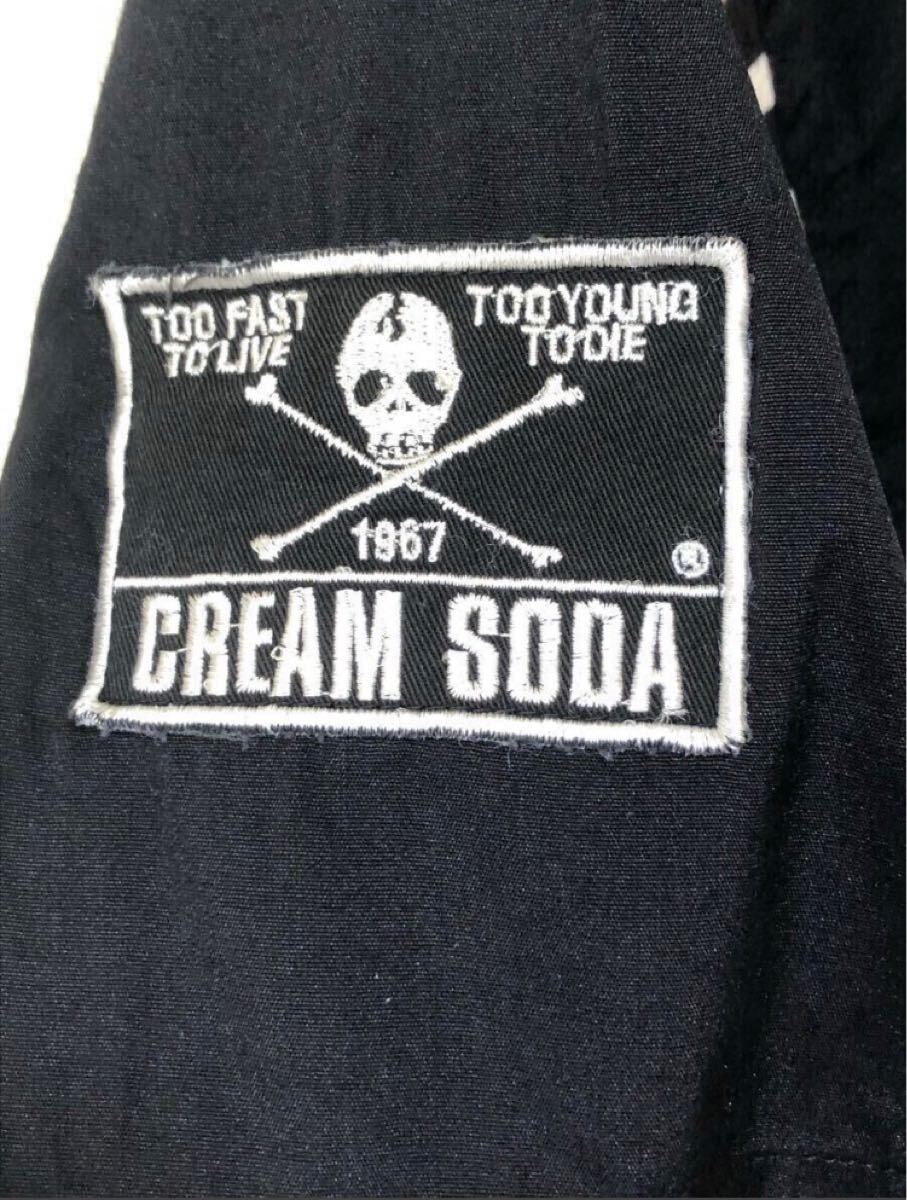 TOO FAST
TO LIVE
TOO YOUNG
TO DIE
1967
®
CREAM SODA